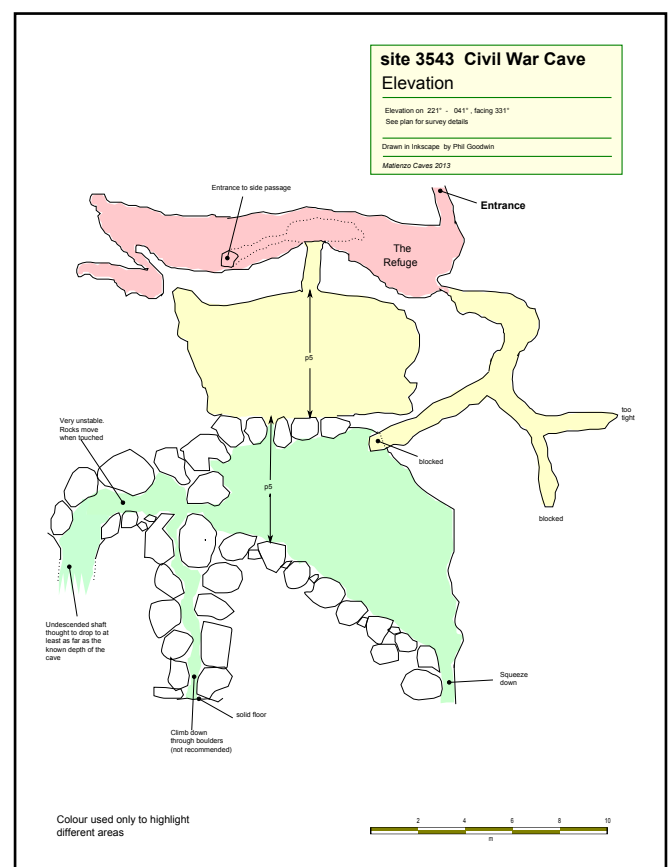 site 3543 Civil War Cave
Elevation
Elevation on 221° - 041° , facing 331°
See plan for survey details
Drawn in Inkscape by Phil Goodwin
Matienzo Caves 2013
Entrance to side passage
Entrance
The
Refuge
p5
too
tight
Very unstable.
Rocks move
when touched
blocked
p5
blocked
Undescended shaft
thought to drop to at
least as far as the
known depth of the
cave
Squeeze
down
solid floor
Climb down
through boulders
(not recommended)
Colour used only to highlight
different areas
2 4 6 8 10
m